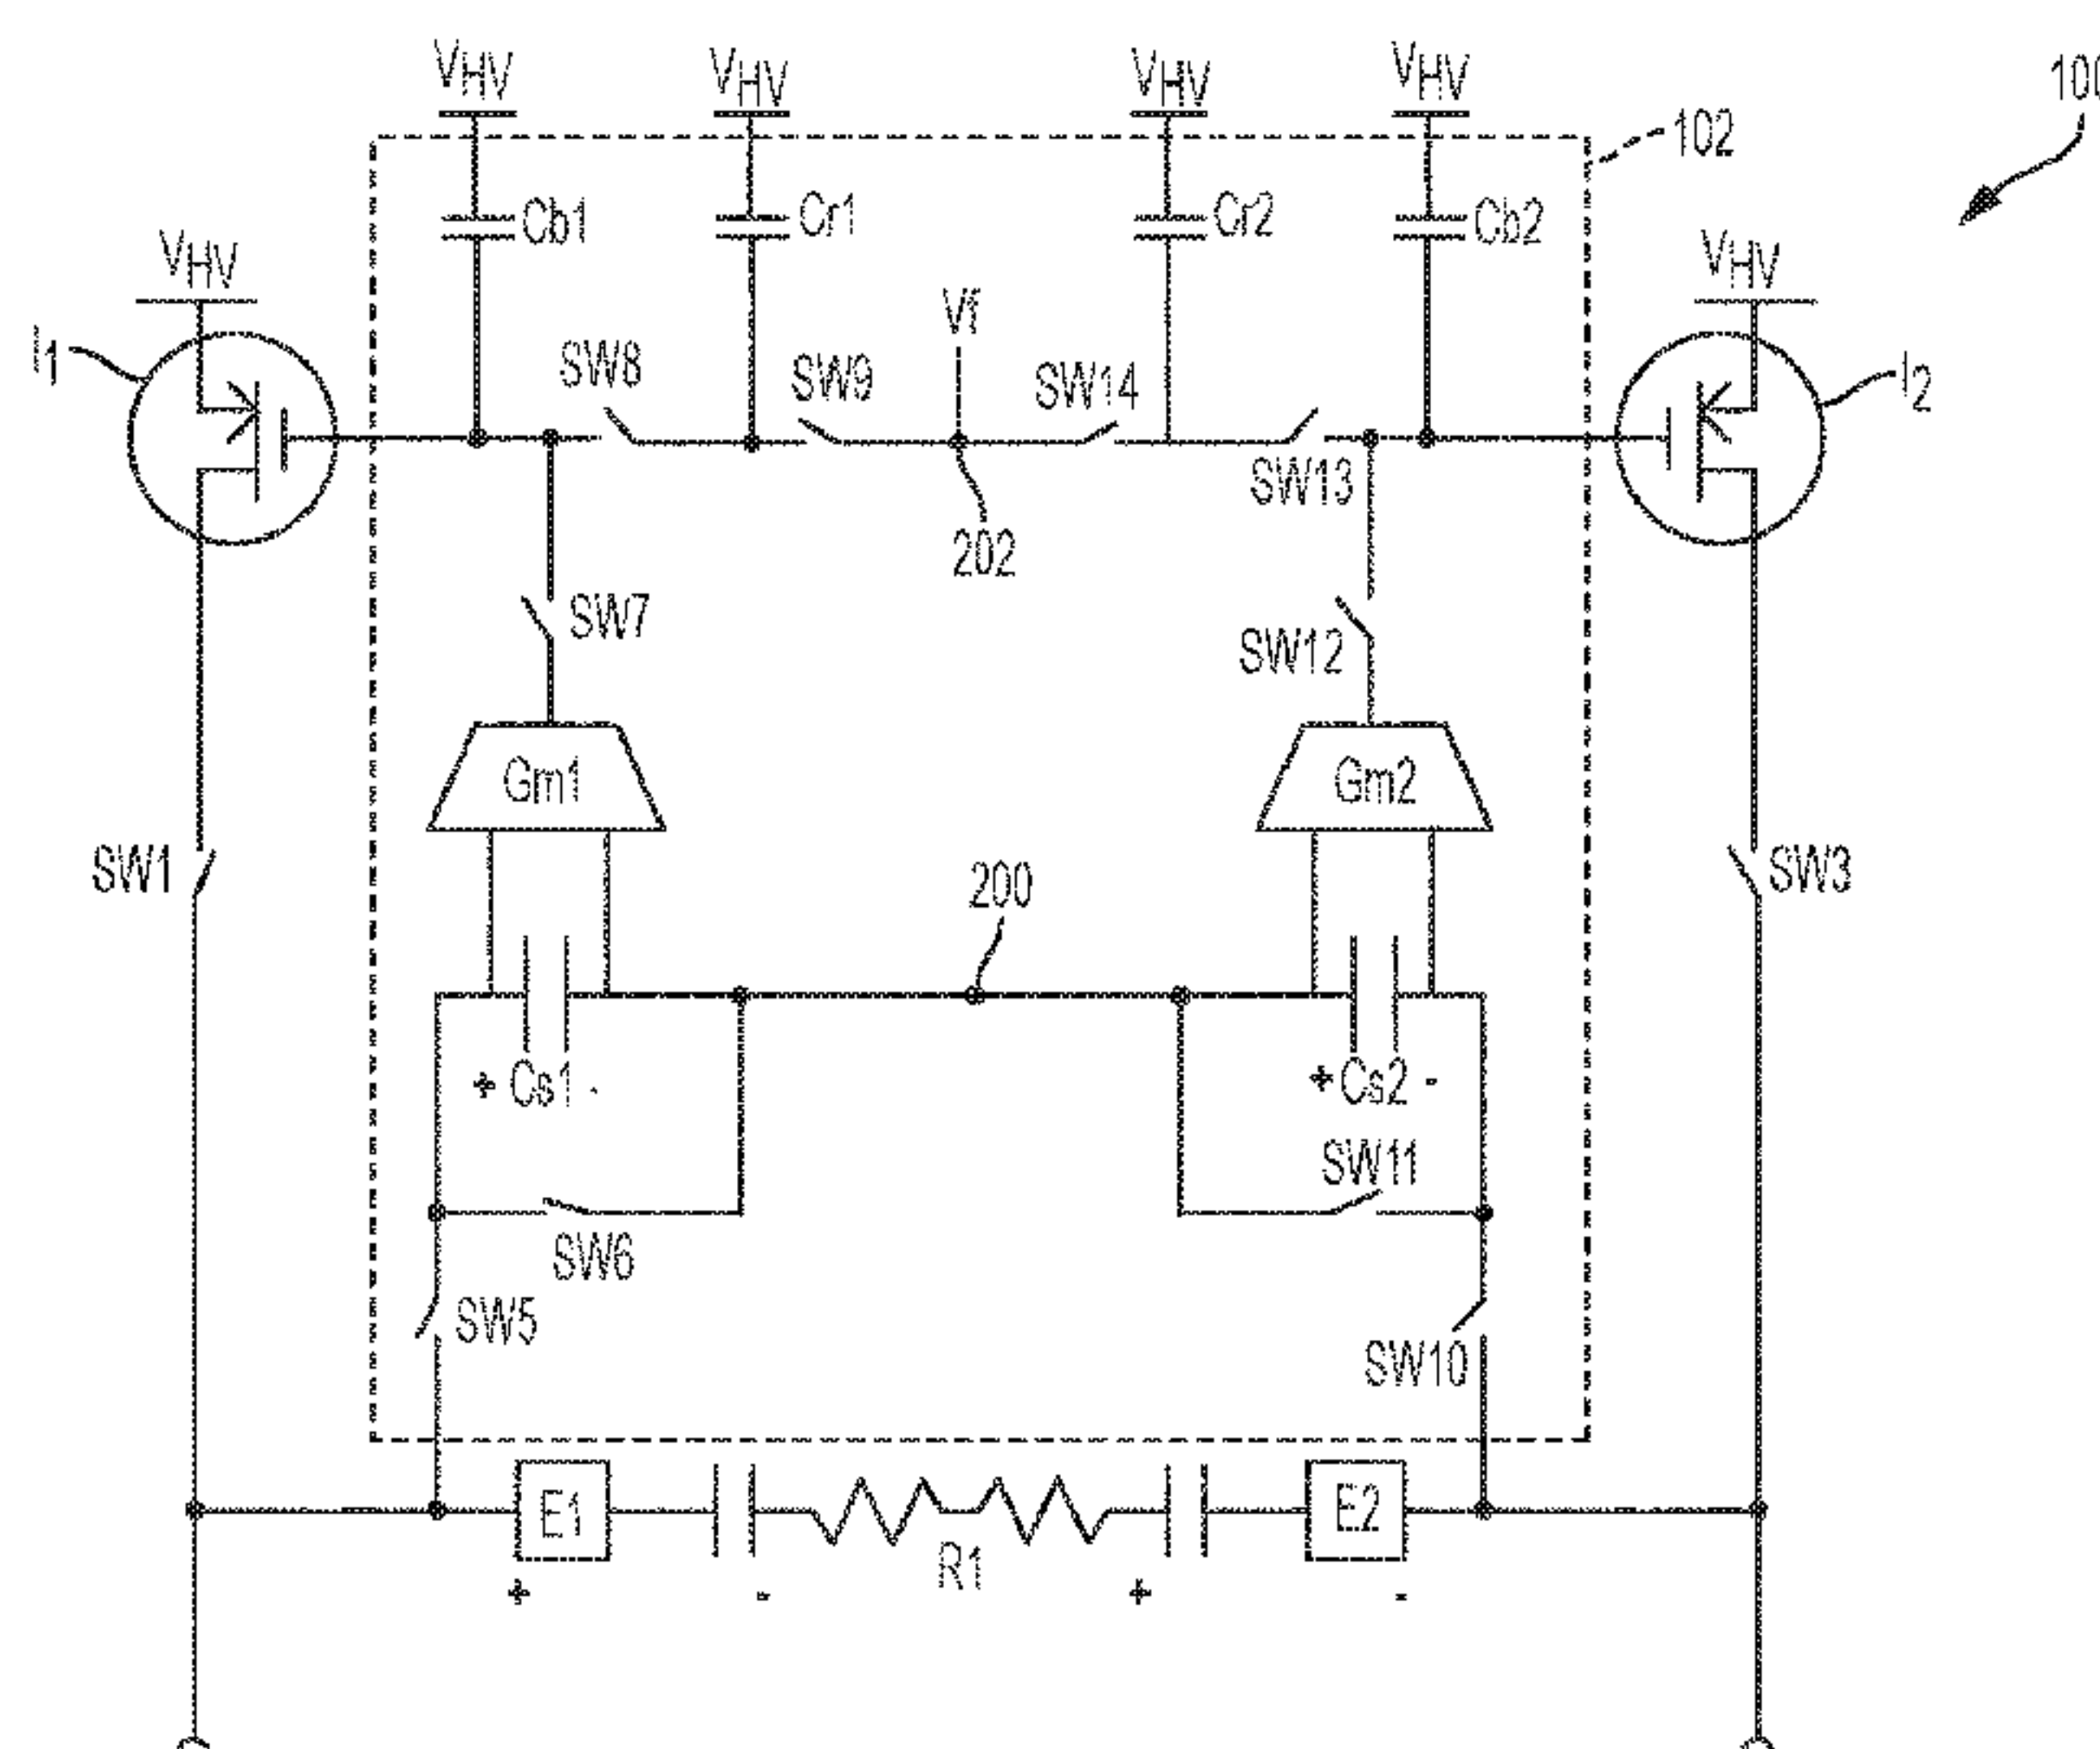 VHV VHV VHV VHV 100
102
Cb1 Cr1 Cr2 Cb2
VHV VHV
Vf
I1 SW8 SW9 SW14 I2
SW13
202
SW7 SW12
Gm1 Gm2
SW1 200 SW3
+ Cs1 - + Cs2 -
SW11
SW6
SW5 SW10
E1 E2
R1
+ - + -